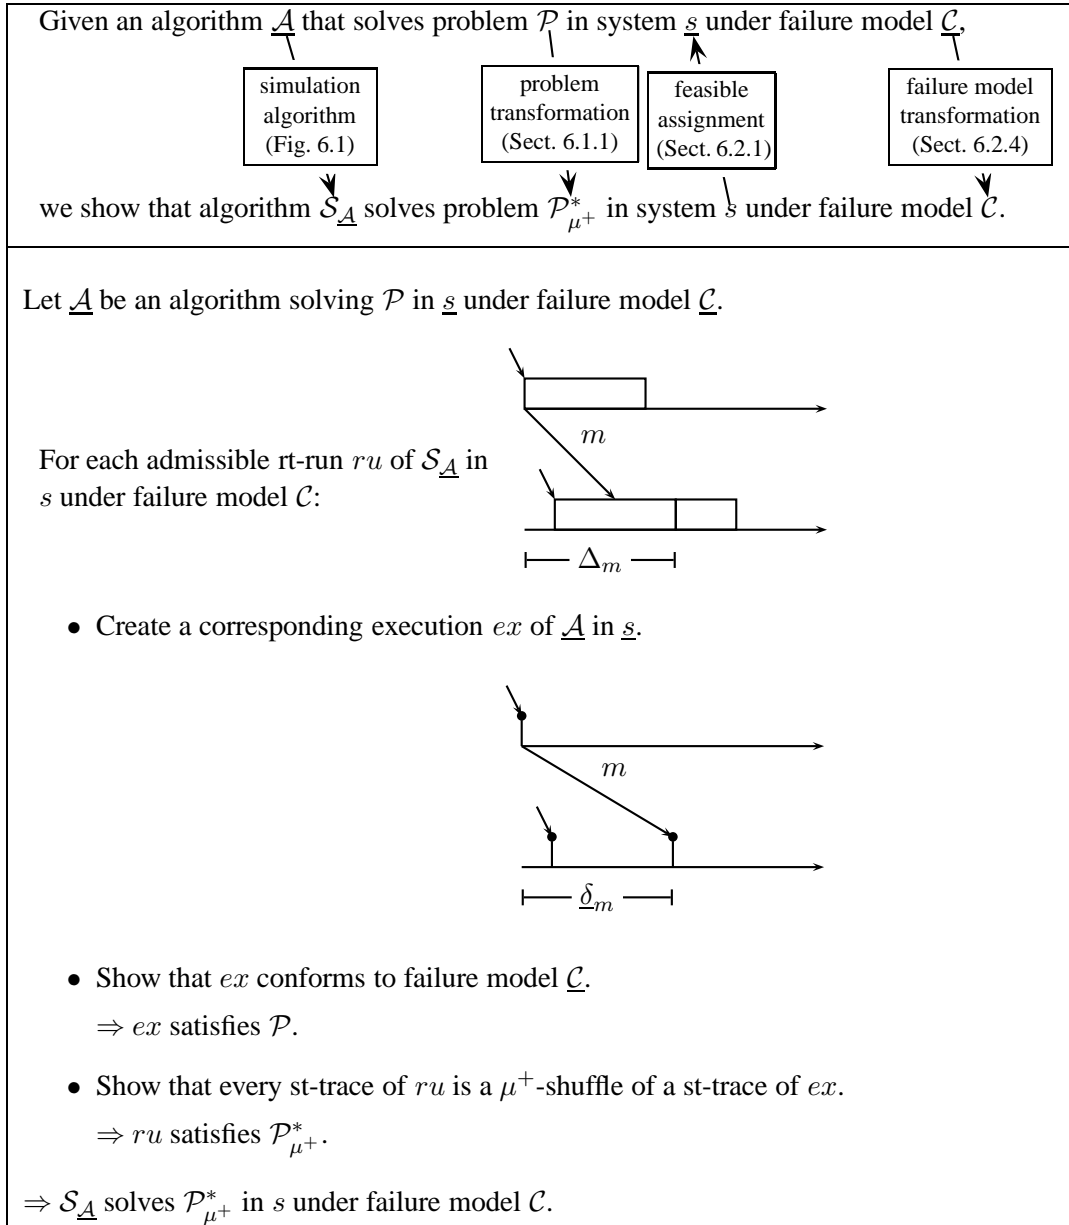 Given an algorithm 𝒜̲ that solves problem 𝒫 in system s̲ under failure model 𝒞̲,
simulation
algorithm
(Fig. 6.1)
problem
transformation
(Sect. 6.1.1)
feasible
assignment
(Sect. 6.2.1)
failure model
transformation
(Sect. 6.2.4)
we show that algorithm 𝒮_𝒜̲ solves problem 𝒫*_μ⁺ in system s under failure model 𝒞.
Let 𝒜̲ be an algorithm solving 𝒫 in s̲ under failure model 𝒞̲.
m
For each admissible rt-run ru of 𝒮_𝒜̲ in
s under failure model 𝒞:
Δ_m
• Create a corresponding execution ex of 𝒜̲ in s̲.
m
δ̲_m
• Show that ex conforms to failure model 𝒞̲.
⇒ ex satisfies 𝒫.
• Show that every st-trace of ru is a μ⁺-shuffle of a st-trace of ex.
⇒ ru satisfies 𝒫*_μ⁺.
⇒ 𝒮_𝒜̲ solves 𝒫*_μ⁺ in s under failure model 𝒞.